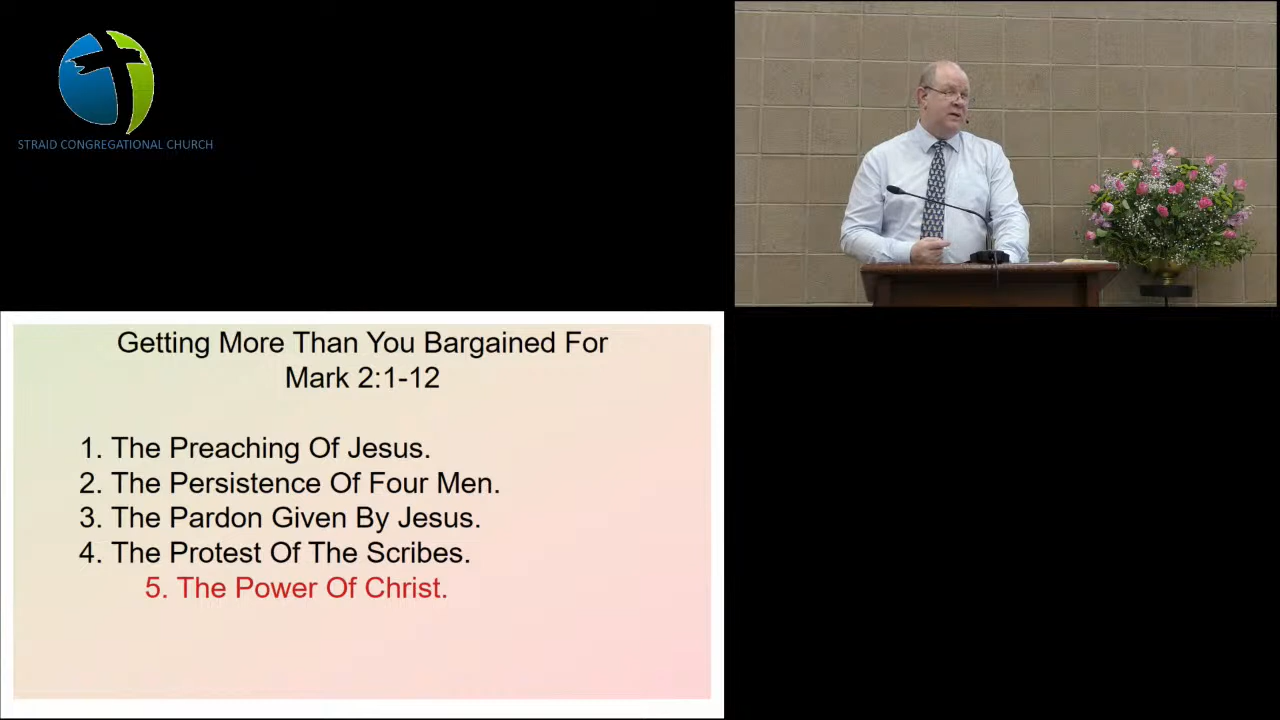 STRAID CONGREGATIONAL CHURCH
Getting More Than You Bargained For
Mark 2:1-12
1. The Preaching Of Jesus.
2. The Persistence Of Four Men.
3. The Pardon Given By Jesus.
4. The Protest Of The Scribes.
5. The Power Of Christ.